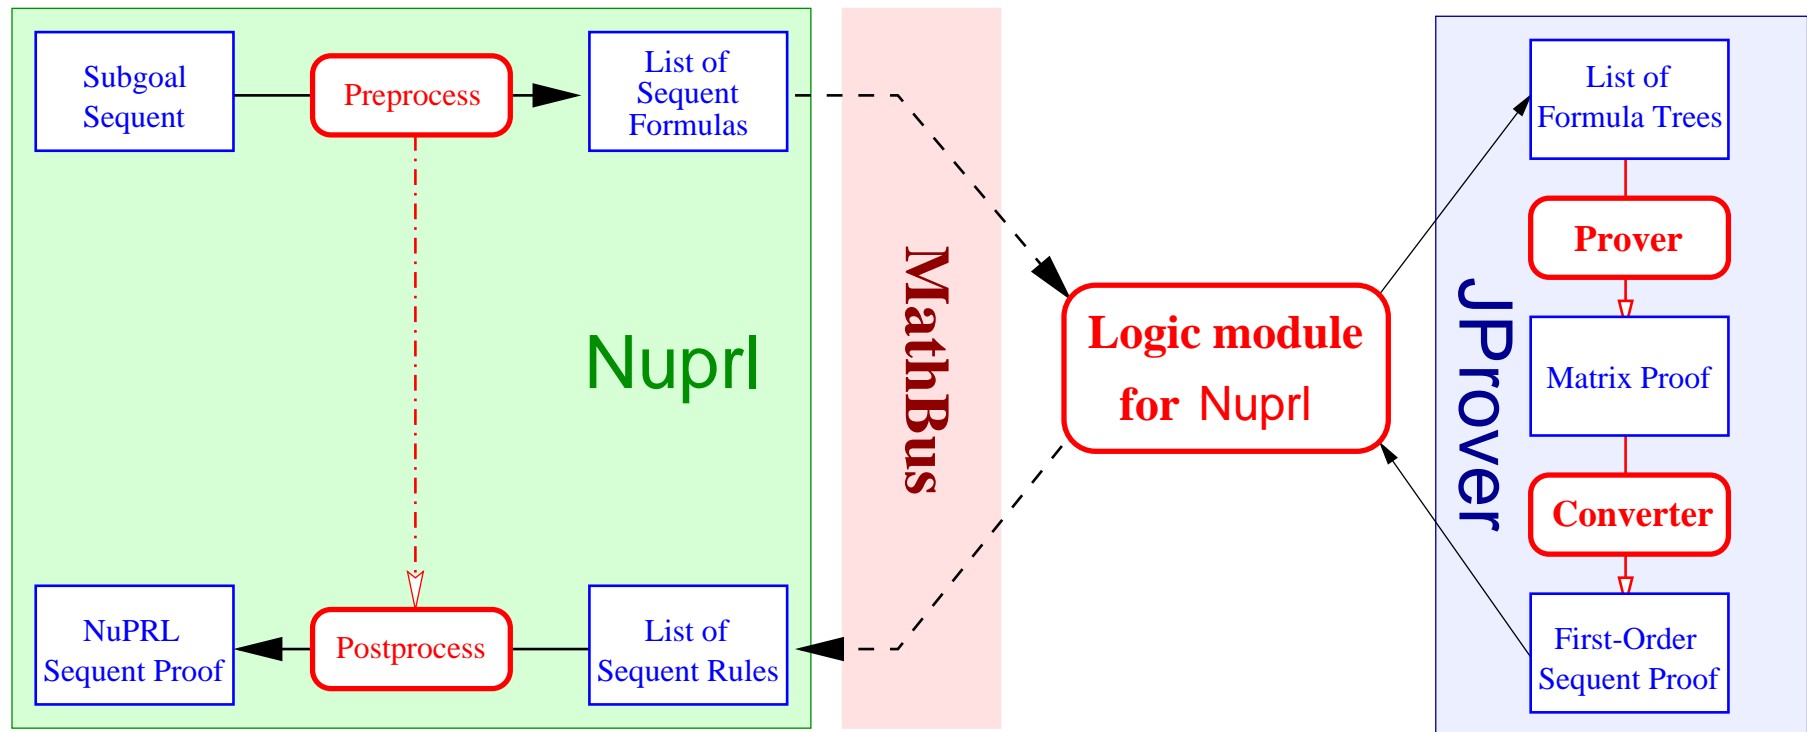 Subgoal
Sequent
Preprocess
List of
Sequent
Formulas
Nuprl
NuPRL
Sequent Proof
Postprocess
List of
Sequent Rules
MathBus
Logic module
for Nuprl
JProver
List of
Formula Trees
Prover
Matrix Proof
Converter
First-Order
Sequent Proof